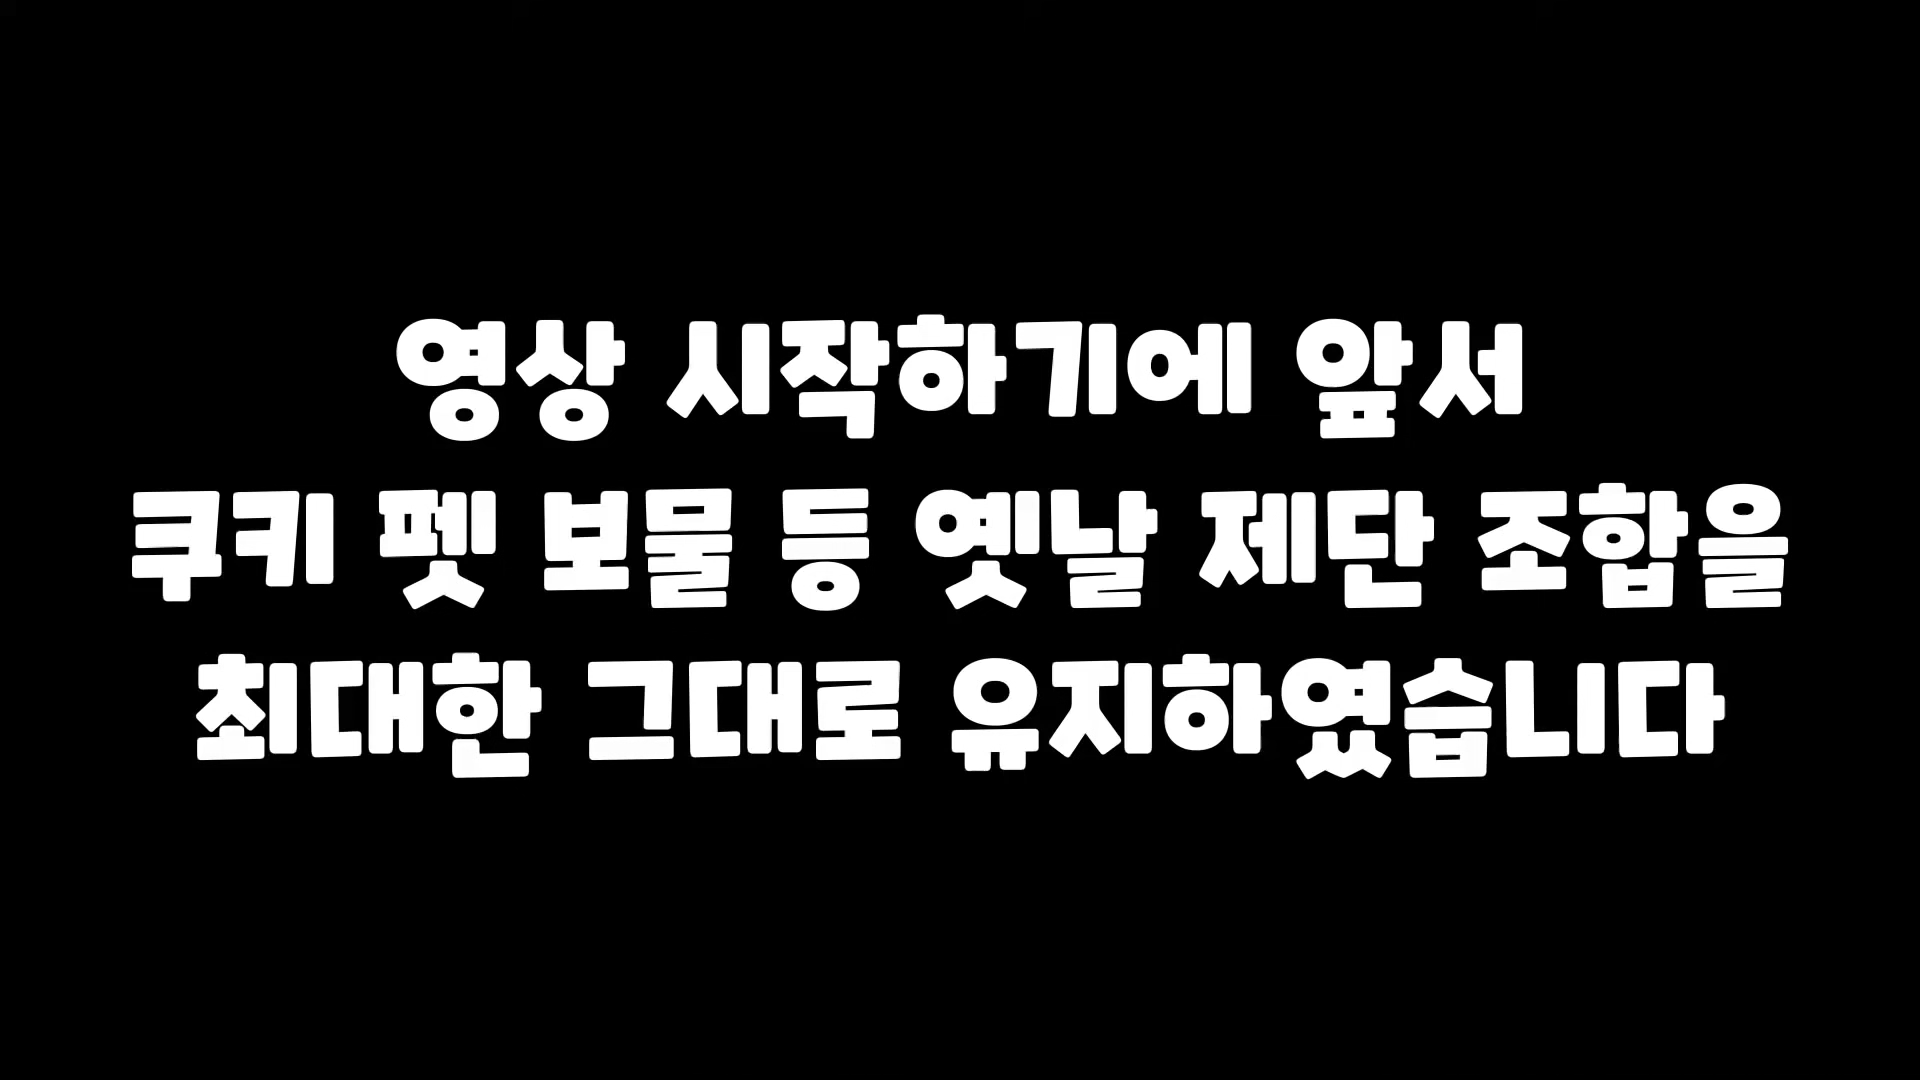 영상 시작하기에 앞서
쿠키 펫 보물 등 옛날 제단 조합을
최대한 그대로 유지하였습니다